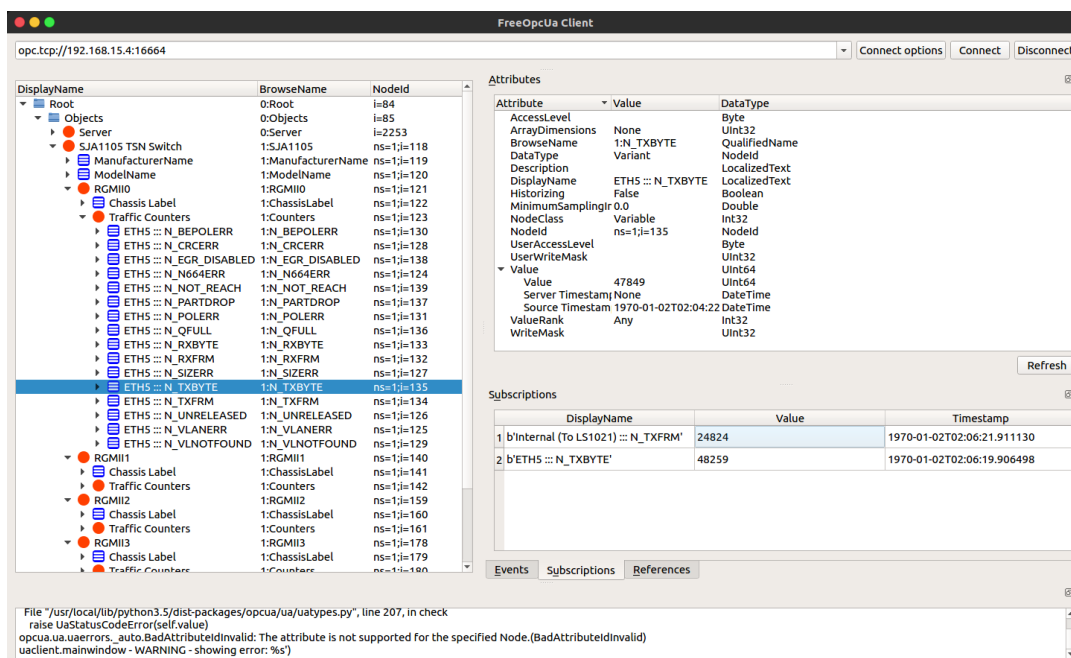 FreeOpcUa Client
opc.tcp://192.168.15.4:16664 Connect options Connect Disconnect
DisplayName BrowseName NodeId
Root 0:Root i=84
Objects 0:Objects i=85
Server 0:Server i=2253
SJA1105 TSN Switch 1:SJA1105 ns=1;i=118
ManufacturerName 1:ManufacturerName ns=1;i=119
ModelName 1:ModelName ns=1;i=120
RGMII0 1:RGMII0 ns=1;i=121
Chassis Label 1:ChassisLabel ns=1;i=122
Traffic Counters 1:Counters ns=1;i=123
ETH5 ::: N_BEPOLERR 1:N_BEPOLERR ns=1;i=130
ETH5 ::: N_CRCERR 1:N_CRCERR ns=1;i=128
ETH5 ::: N_EGR_DISABLED 1:N_EGR_DISABLED ns=1;i=138
ETH5 ::: N_N664ERR 1:N_N664ERR ns=1;i=124
ETH5 ::: N_NOT_REACH 1:N_NOT_REACH ns=1;i=139
ETH5 ::: N_PARTDROP 1:N_PARTDROP ns=1;i=137
ETH5 ::: N_POLERR 1:N_POLERR ns=1;i=131
ETH5 ::: N_QFULL 1:N_QFULL ns=1;i=136
ETH5 ::: N_RXBYTE 1:N_RXBYTE ns=1;i=133
ETH5 ::: N_RXFRM 1:N_RXFRM ns=1;i=132
ETH5 ::: N_SIZERR 1:N_SIZERR ns=1;i=127
ETH5 ::: N_TXBYTE 1:N_TXBYTE ns=1;i=135
ETH5 ::: N_TXFRM 1:N_TXFRM ns=1;i=134
ETH5 ::: N_UNRELEASED 1:N_UNRELEASED ns=1;i=126
ETH5 ::: N_VLANERR 1:N_VLANERR ns=1;i=125
ETH5 ::: N_VLNOTFOUND 1:N_VLNOTFOUND ns=1;i=129
RGMII1 1:RGMII1 ns=1;i=140
Chassis Label 1:ChassisLabel ns=1;i=141
Traffic Counters 1:Counters ns=1;i=142
RGMII2 1:RGMII2 ns=1;i=159
Chassis Label 1:ChassisLabel ns=1;i=160
Traffic Counters 1:Counters ns=1;i=161
RGMII3 1:RGMII3 ns=1;i=178
Chassis Label 1:ChassisLabel ns=1;i=179
Traffic Counters 1:Counters ns=1;i=180
Attributes
Attribute Value DataType
AccessLevel Byte
ArrayDimensions None UInt32
BrowseName 1:N_TXBYTE QualifiedName
DataType Variant NodeId
Description LocalizedText
DisplayName ETH5 ::: N_TXBYTE LocalizedText
Historizing False Boolean
MinimumSamplingIr 0.0 Double
NodeClass Variable Int32
NodeId ns=1;i=135 NodeId
UserAccessLevel Byte
UserWriteMask UInt32
Value UInt64
Value 47849 UInt64
Server Timestamp None DateTime
Source Timestam 1970-01-02T02:04:22 DateTime
ValueRank Any Int32
WriteMask UInt32
Refresh
Subscriptions
DisplayName Value Timestamp
1 b'Internal (To LS1021) ::: N_TXFRM' 24824 1970-01-02T02:06:21.911130
2 b'ETH5 ::: N_TXBYTE' 48259 1970-01-02T02:06:19.906498
Events Subscriptions References
File "/usr/local/lib/python3.5/dist-packages/opcua/ua/uatypes.py", line 207, in check
raise UaStatusCodeError(self.value)
opcua.ua.uaerrors._auto.BadAttributeIdInvalid: The attribute is not supported for the specified Node.(BadAttributeIdInvalid)
uaclient.mainwindow - WARNING - showing error: %s')